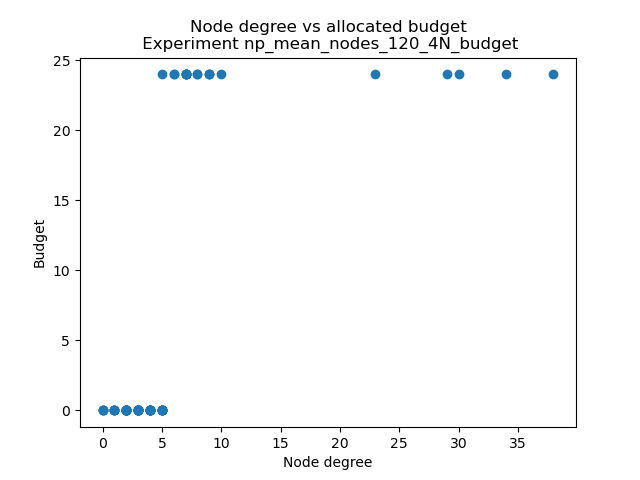 Node degree vs allocated budget
Experiment np_mean_nodes_120_4N_budget
25
20
15
10
5
0
Budget
0 5 10 15 20 25 30 35
Node degree